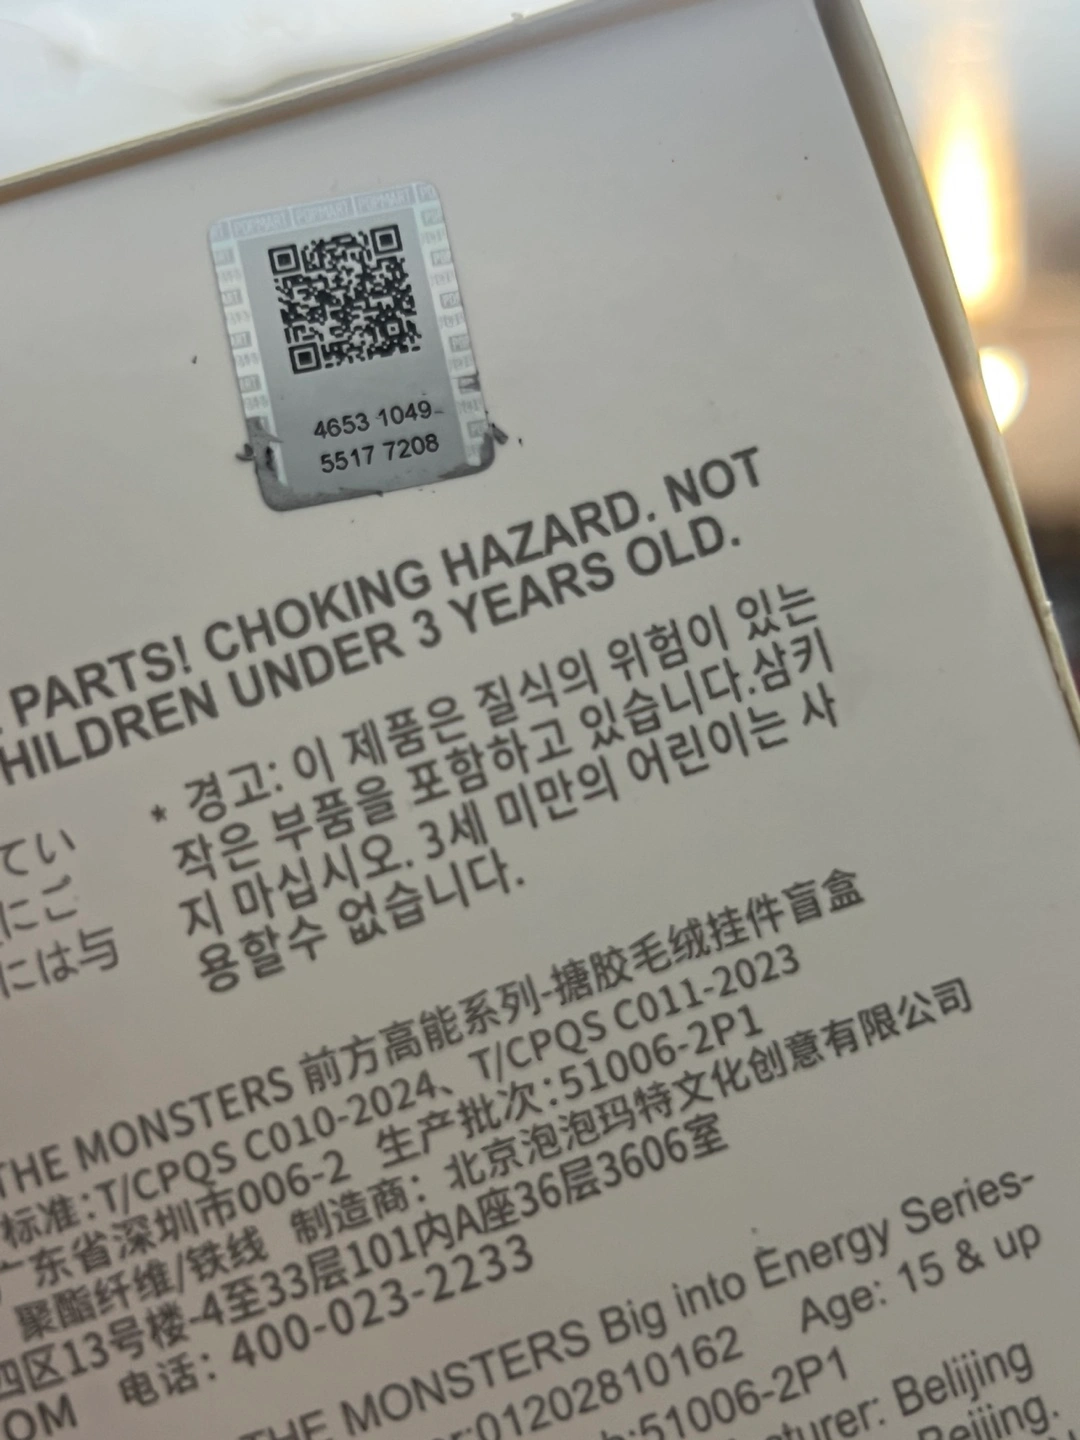 POPMART POPMART POPMART
4653 1049
5517 7208
PARTS! CHOKING HAZARD. NOT
HILDREN UNDER 3 YEARS OLD.
てい
にご
には与
* 경고: 이 제품은 질식의 위험이 있는
작은 부품을 포함하고 있습니다.삼키
지 마십시오. 3세 미만의 어린이는 사
용할수 없습니다.
THE MONSTERS 前方高能系列-搪胶毛绒挂件盲盒
标准:T/CPQS C010-2024、T/CPQS C011-2023
广东省深圳市006-2 生产批次:51006-2P1
聚酯纤维/铁线 制造商: 北京泡泡玛特文化创意有限公司
四区13号楼-4至33层101内A座36层3606室
OM 电话: 400-023-2233
THE MONSTERS Big into Energy Series-
er:01202810162 Age: 15 & up
h:51006-2P1
cturer: Belijing
Beijing.